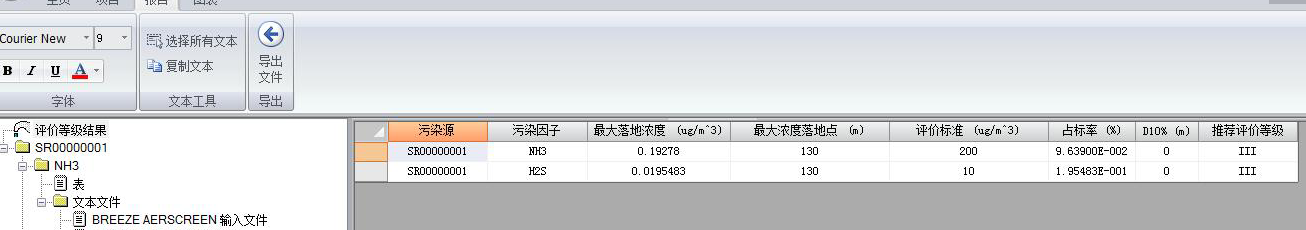 主页 项目 报告 图表
Courier New 9
选择所有文本
复制文本
B I U A
导出
文件
字体 文本工具 导出
评价等级结果
SR00000001
NH3
表
文本文件
BREEZE AERSCREEN 输入文件
污染源 污染因子 最大落地浓度 (ug/m^3) 最大浓度落地点 (m) 评价标准 (ug/m^3) 占标率 (%) D10% (m) 推荐评价等级
SR00000001 NH3 0.19278 130 200 9.63900E-002 0 III
SR00000001 H2S 0.0195483 130 10 1.95483E-001 0 III